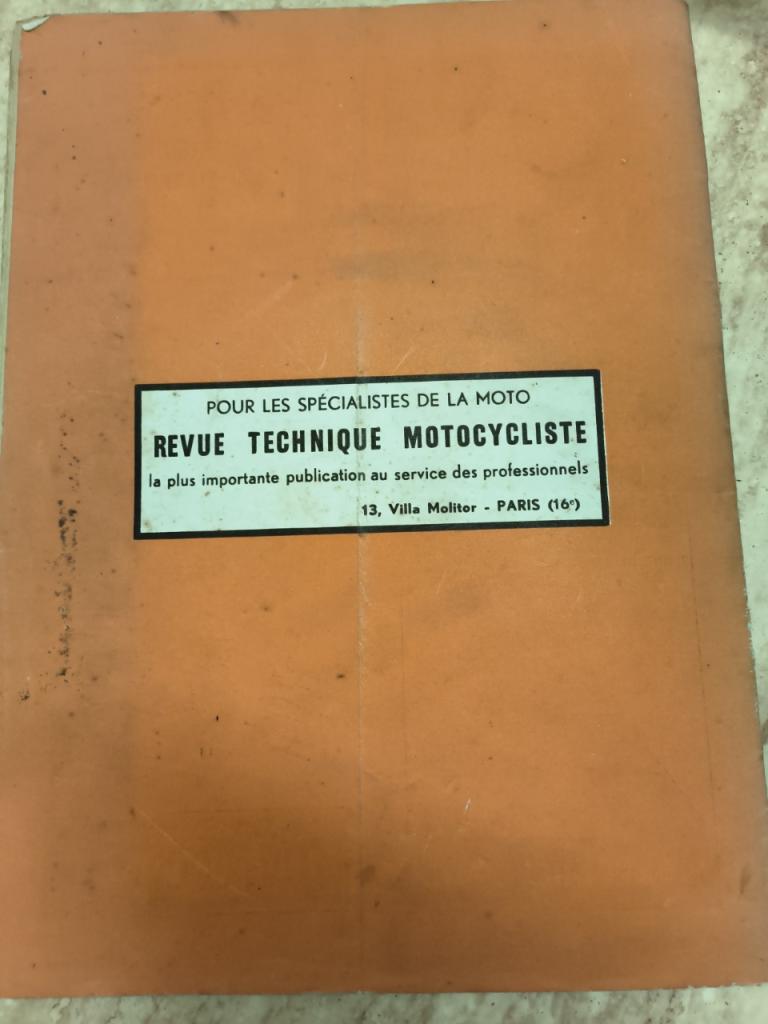 POUR LES SPÉCIALISTES DE LA MOTO
REVUE TECHNIQUE MOTOCYCLISTE
la plus importante publication au service des professionnels
13, Villa Molitor - PARIS (16e)